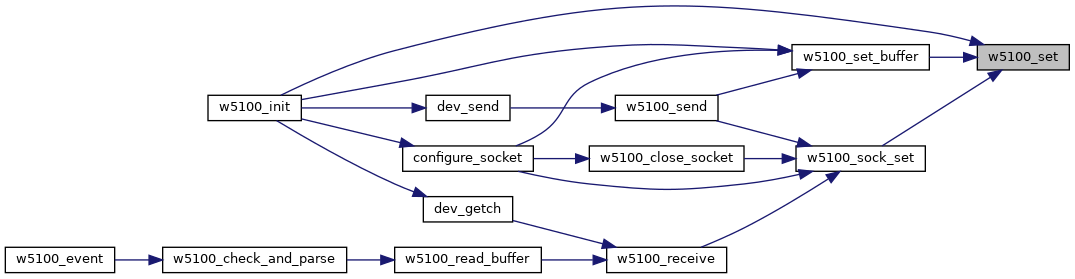 w5100_set_buffer
w5100_set
w5100_init
dev_send
w5100_send
configure_socket
w5100_close_socket
w5100_sock_set
dev_getch
w5100_event
w5100_check_and_parse
w5100_read_buffer
w5100_receive